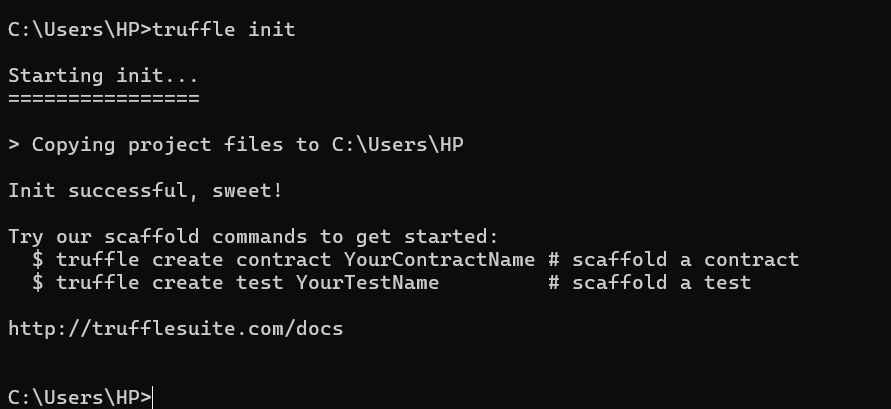 C:\Users\HP>truffle init
Starting init...
================
> Copying project files to C:\Users\HP
Init successful, sweet!
Try our scaffold commands to get started:
  $ truffle create contract YourContractName # scaffold a contract
  $ truffle create test YourTestName         # scaffold a test
http://trufflesuite.com/docs
C:\Users\HP>